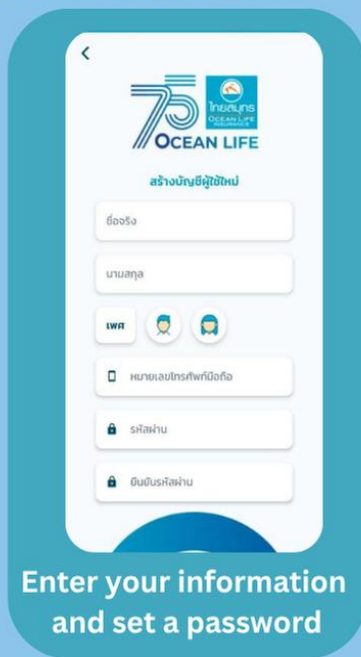 75
ไทยสมุทร
OCEAN LIFE
INSURANCE
OCEAN LIFE
สร้างบัญชีผู้ใช้ใหม่
ชื่อจริง
นามสกุล
เพศ
หมายเลขโทรศัพท์มือถือ
รหัสผ่าน
ยืนยันรหัสผ่าน
Enter your information
and set a password